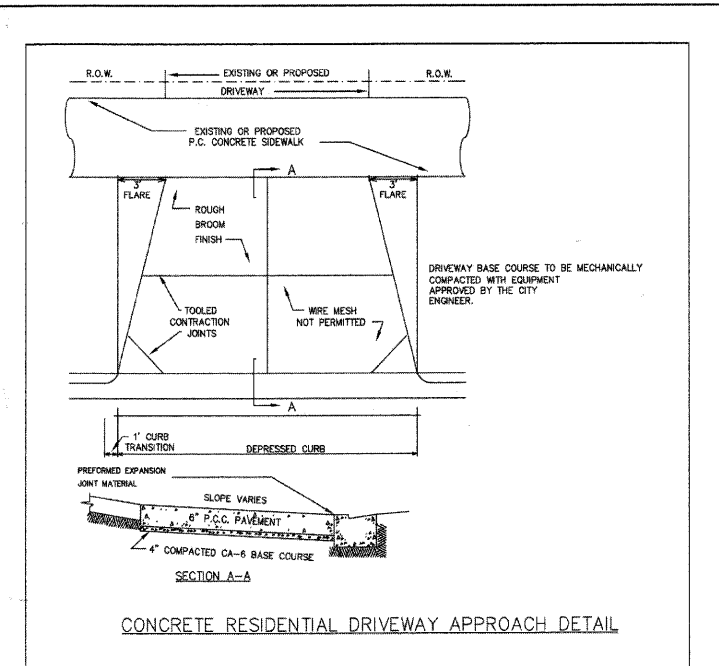 R.O.W.
EXISTING OR PROPOSED
R.O.W.
DRIVEWAY
EXISTING OR PROPOSED
P.C. CONCRETE SIDEWALK
A
3'
FLARE
3'
FLARE
ROUGH
BROOM
FINISH
DRIVEWAY BASE COURSE TO BE MECHANICALLY
COMPACTED WITH EQUIPMENT
APPROVED BY THE CITY
ENGINEER.
TOOLED
CONTRACTION
JOINTS
WIRE MESH
NOT PERMITTED
A
1' CURB
TRANSITION
DEPRESSED CURB
PREFORMED EXPANSION
JOINT MATERIAL
SLOPE VARIES
6" P.C.C. PAVEMENT
4" COMPACTED CA-6 BASE COURSE
SECTION A-A
CONCRETE RESIDENTIAL DRIVEWAY APPROACH DETAIL